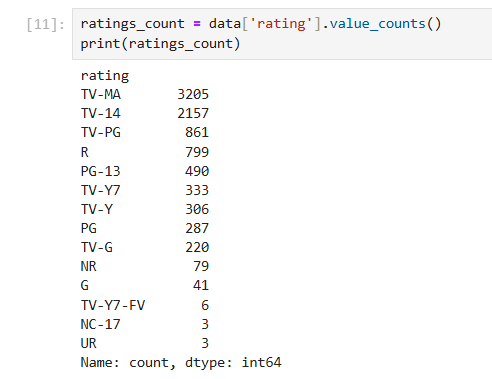 [11]: ratings_count = data['rating'].value_counts()
print(ratings_count)
rating
TV-MA 3205
TV-14 2157
TV-PG 861
R 799
PG-13 490
TV-Y7 333
TV-Y 306
PG 287
TV-G 220
NR 79
G 41
TV-Y7-FV 6
NC-17 3
UR 3
Name: count, dtype: int64